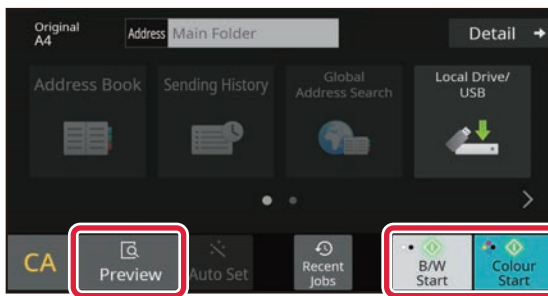 Original
A4
Address Main Folder
Detail
Address Book
Sending History
Global
Address Search
Local Drive/
USB
CA
Preview
Auto Set
Recent
Jobs
B/W
Start
Colour
Start